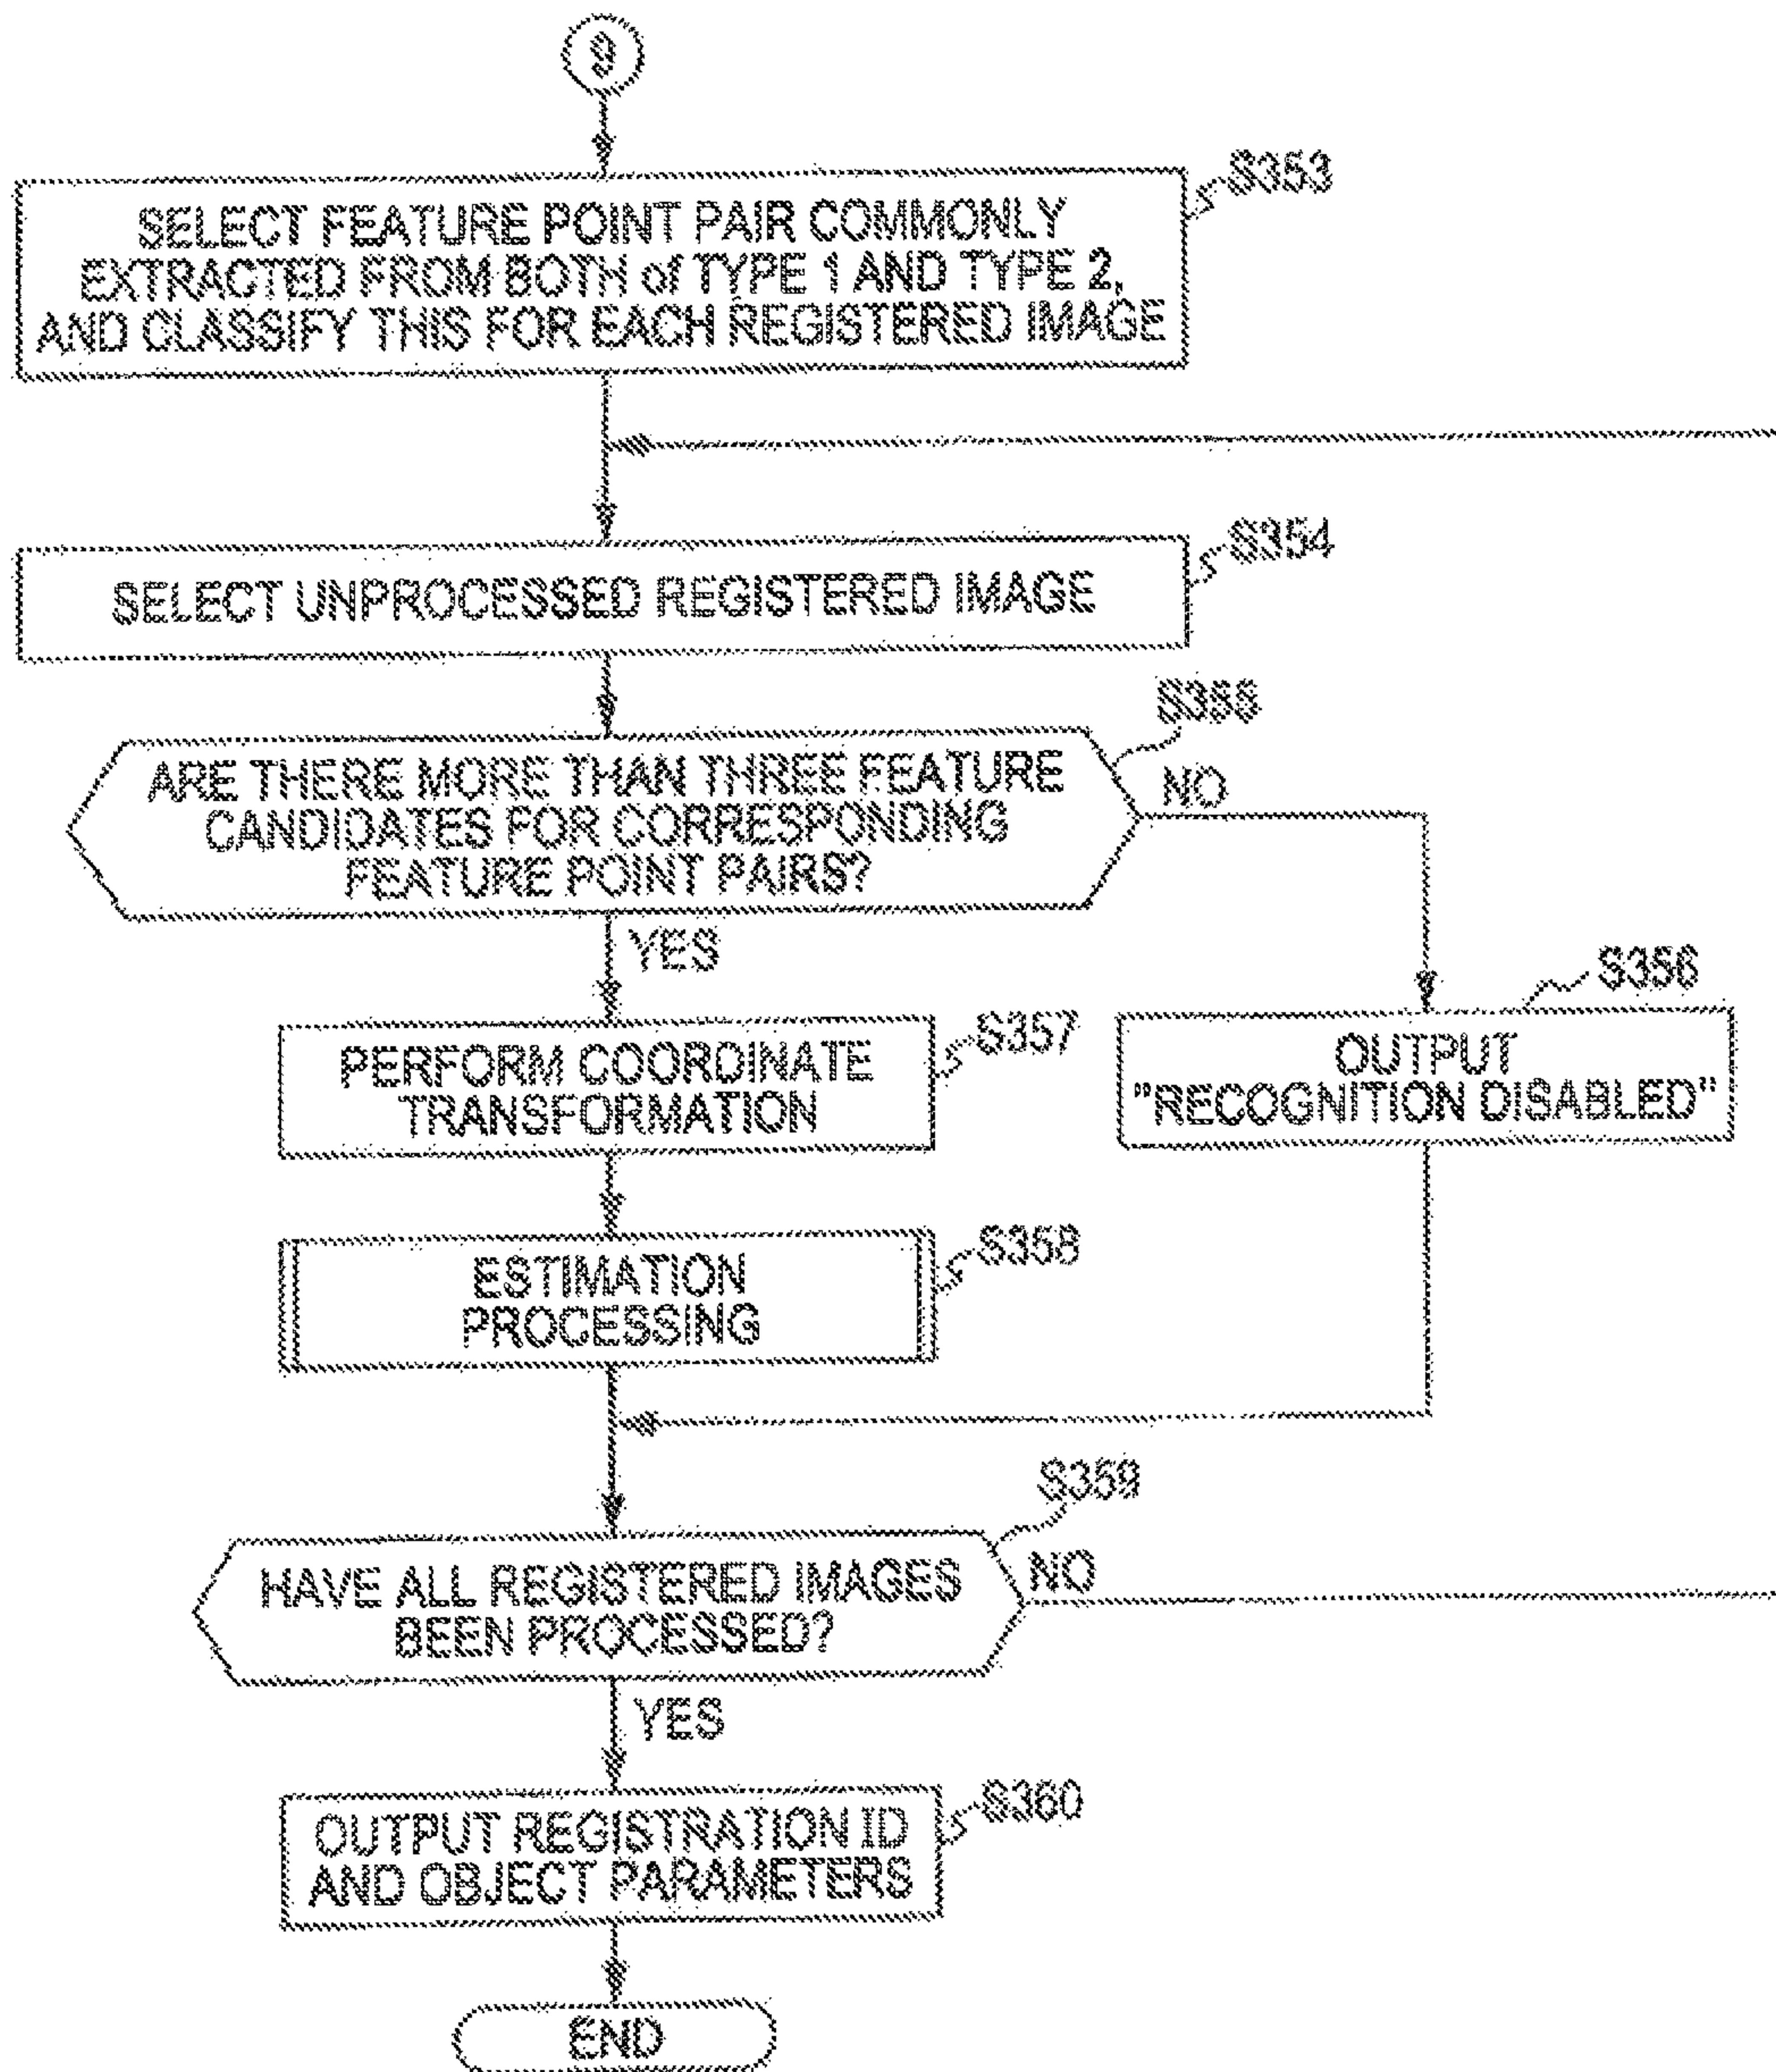 9
S353
SELECT FEATURE POINT PAIR COMMONLY
EXTRACTED FROM BOTH of TYPE 1 AND TYPE 2,
AND CLASSIFY THIS FOR EACH REGISTERED IMAGE
S354
SELECT UNPROCESSED REGISTERED IMAGE
S355
ARE THERE MORE THAN THREE FEATURE
CANDIDATES FOR CORRESPONDING
FEATURE POINT PAIRS?
NO
YES
S356
OUTPUT
"RECOGNITION DISABLED"
S357
PERFORM COORDINATE
TRANSFORMATION
S358
ESTIMATION
PROCESSING
S359
HAVE ALL REGISTERED IMAGES
BEEN PROCESSED?
NO
YES
S360
OUTPUT REGISTRATION ID
AND OBJECT PARAMETERS
END